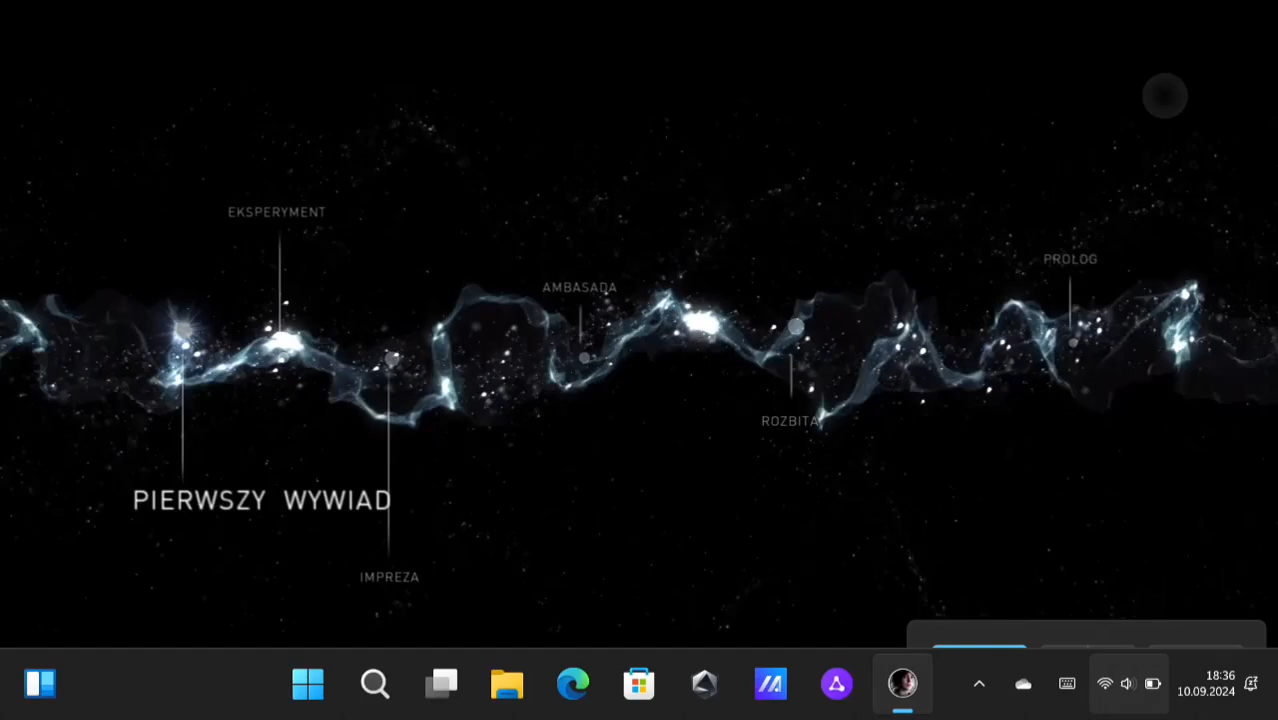 EKSPERYMENT
PROLOG
AMBASADA
ROZBITA
PIERWSZY WYWIAD
IMPREZA
18:36
10.09.2024